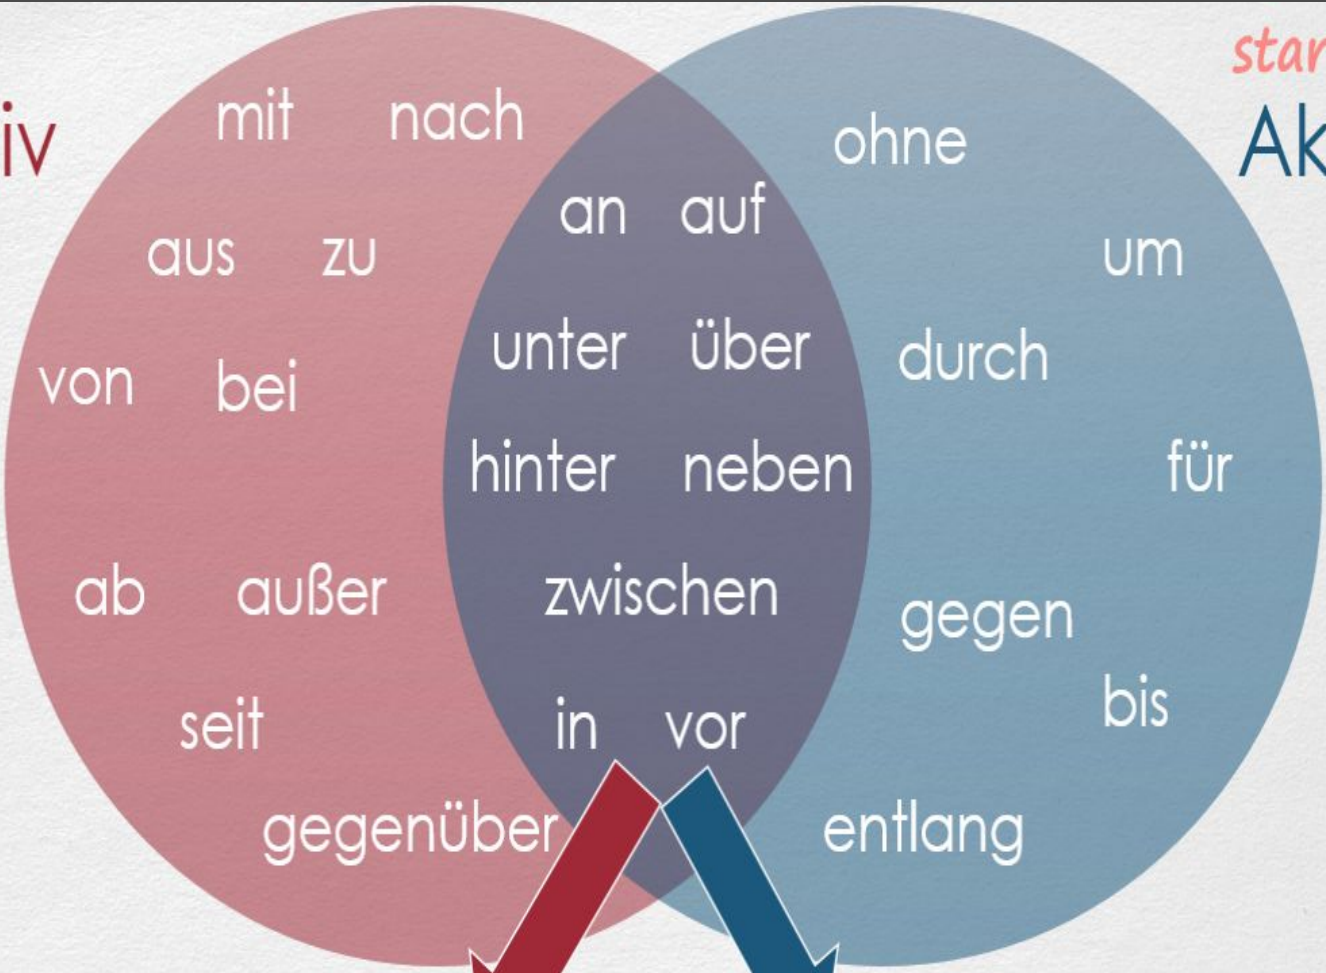 star
iv
Ak
mit nach
ohne
an auf
aus zu
um
unter über
durch
von bei
hinter neben
für
ab außer
zwischen
gegen
seit
in vor
bis
gegenüber
entlang